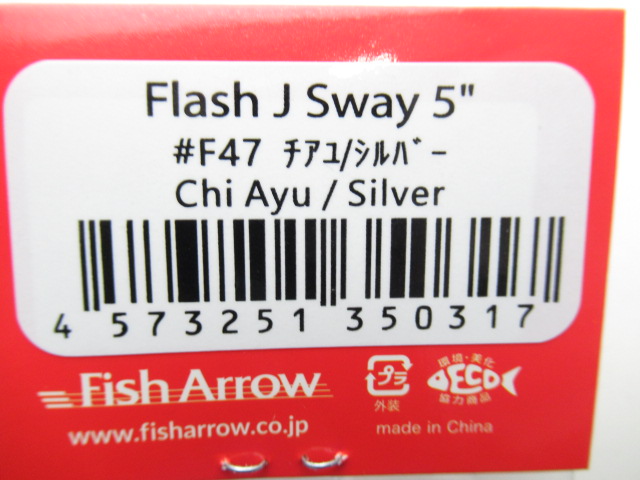 Flash J Sway 5"
#F47 ﾁｱﾕ/ｼﾙﾊﾞｰ
Chi Ayu / Silver
4 573251 350317
Fish Arrow
www.fisharrow.co.jp
プラ
外装
環境・美化
ECO
協力商品
made in China